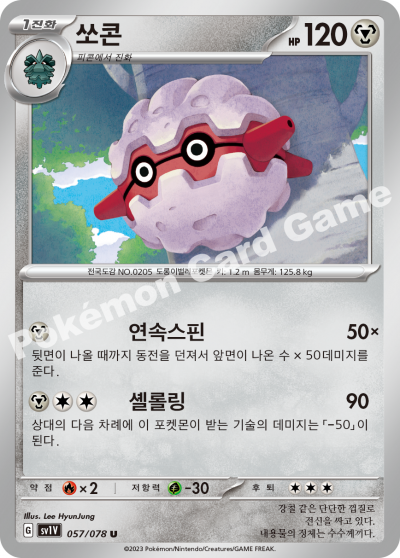 1진화 쏘콘 HP 120
피콘에서 진화
Pokémon Card Game
전국도감 NO.0205 도롱이벌레포켓몬 키: 1.2 m 몸무게: 125.8 kg
연속스핀 50×
뒷면이 나올 때까지 동전을 던져서 앞면이 나온 수 × 50데미지를
준다.
셸롤링 90
상대의 다음 차례에 이 포켓몬이 받는 기술의 데미지는 「-50」이
된다.
약점 ×2 저항력 -30 후퇴
Illus. Lee HyunJung
G sv1V 057/078 U
강철 같은 단단한 껍질로
전신을 싸고 있다.
내용물의 정체는 수수께끼다.
©2023 Pokémon/Nintendo/Creatures/GAME FREAK.